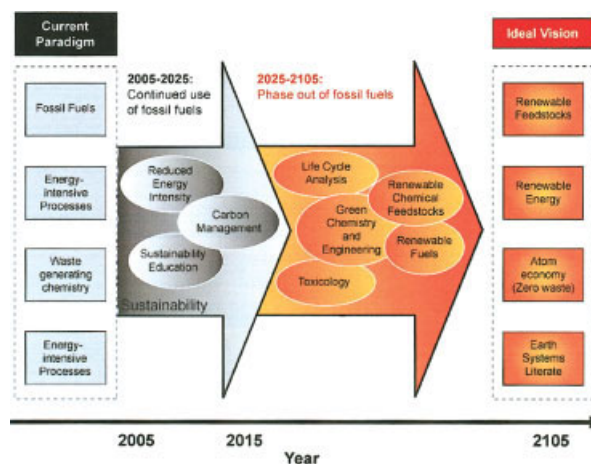 Current
Paradigm
Ideal Vision
2005-2025:
Continued use
of fossil fuels
2025-2105:
Phase out of fossil fuels
Fossil Fuels
Energy-
intensive
Processes
Waste
generating
chemistry
Energy-
intensive
Processes
Reduced
Energy
Intensity
Carbon
Management
Sustainability
Education
Sustainability
Life Cycle
Analysis
Renewable
Chemical
Feedstocks
Green
Chemistry
and
Engineering
Renewable
Fuels
Toxicology
Renewable
Feedstocks
Renewable
Energy
Atom
economy
(Zero waste)
Earth
Systems
Literate
2005
2015
2105
Year